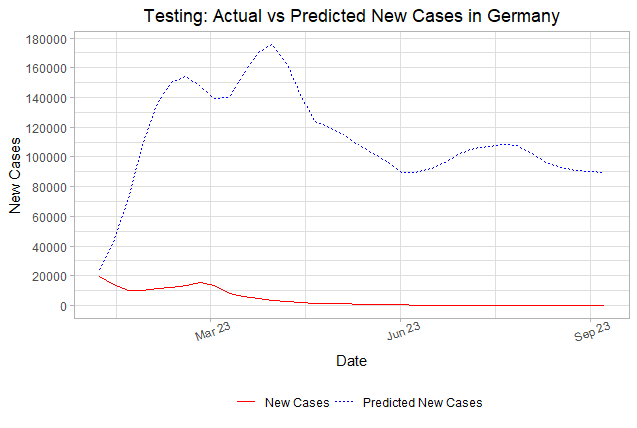 Testing: Actual vs Predicted New Cases in Germany
New Cases
180000
160000
140000
120000
100000
80000
60000
40000
20000
0
Mar 23
Jun 23
Sep 23
Date
New Cases
Predicted New Cases